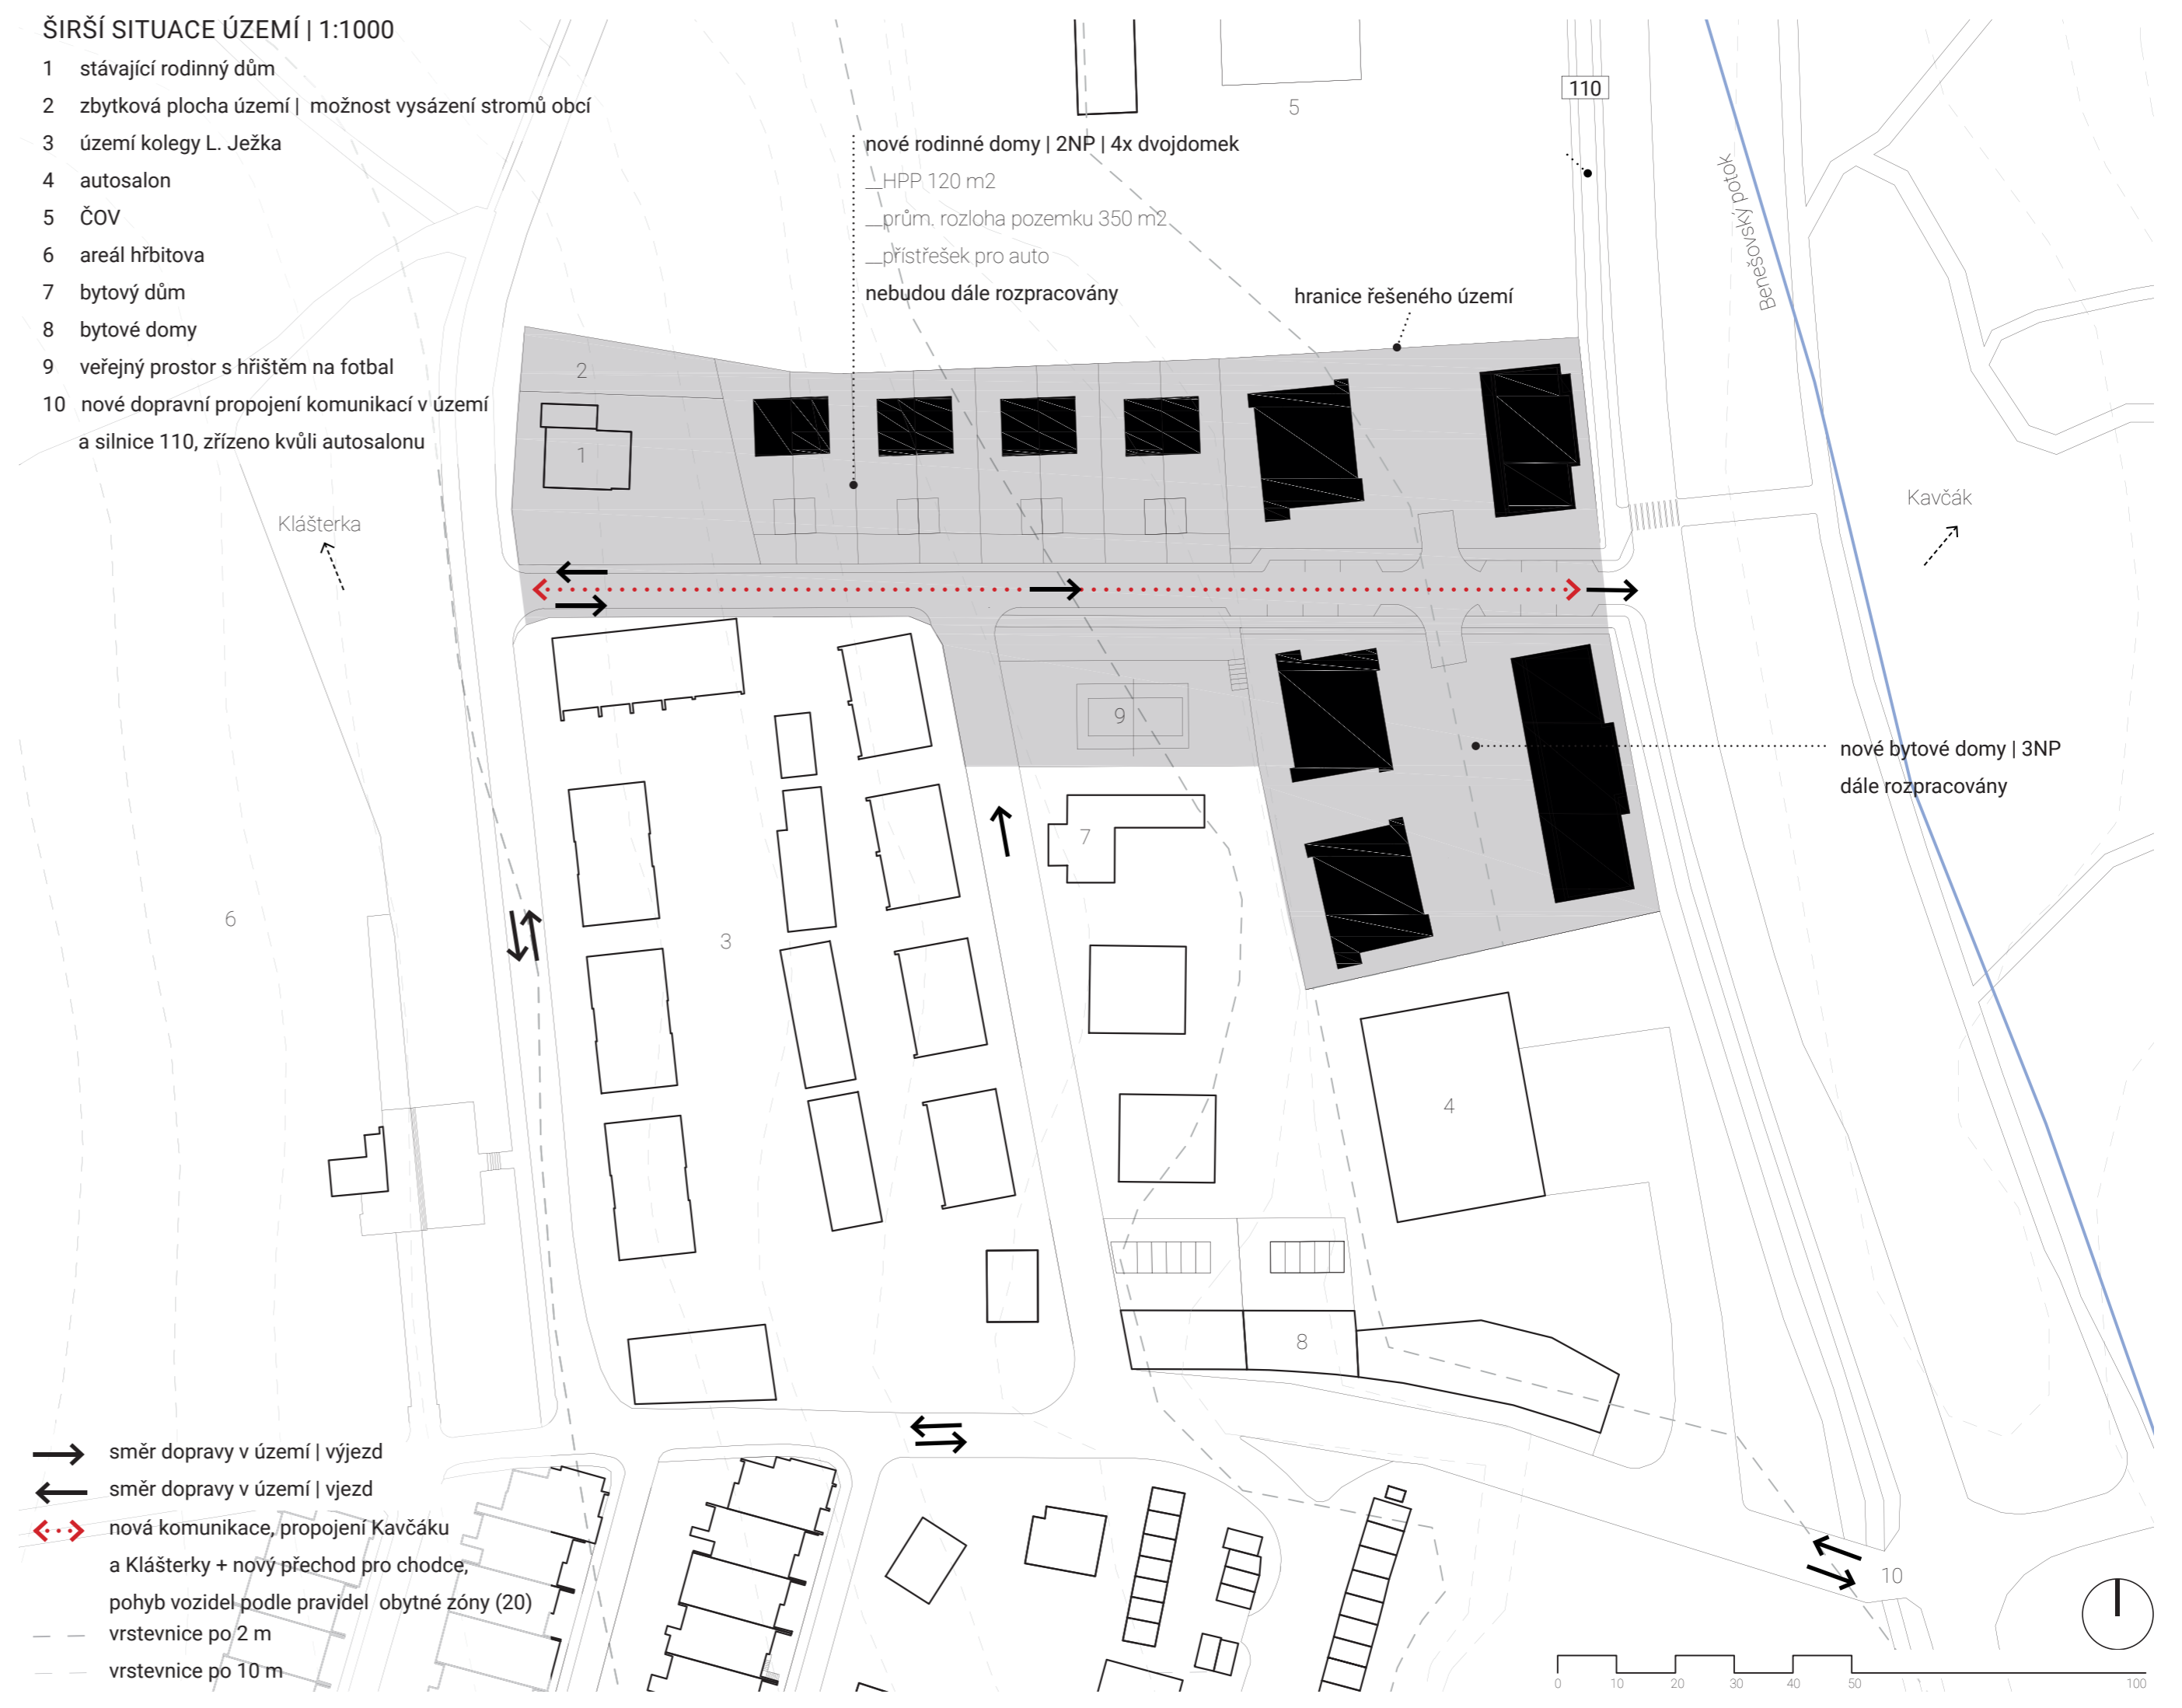 ŠIRŠÍ SITUACE ÚZEMÍ | 1:1000
1 stávající rodinný dům
2 zbytková plocha území | možnost vysázení stromů obcí
3 území kolegy L. Ježka
4 autosalon
5 ČOV
6 areál hřbitova
7 bytový dům
8 bytové domy
9 veřejný prostor s hřištěm na fotbal
10 nové dopravní propojení komunikací v území
a silnice 110, zřízeno kvůli autosalonu
nové rodinné domy | 2NP | 4x dvojdomek
__HPP 120 m2
__prům. rozloha pozemku 350 m2
__přístřešek pro auto
nebudou dále rozpracovány
5
110
Benešovský potok
hranice řešeného území
2
1
Klášterka
Kavčák
9
nové bytové domy | 3NP
dále rozpracovány
7
6
3
4
8
10
směr dopravy v území | výjezd
směr dopravy v území | vjezd
nová komunikace, propojení Kavčáku
a Klášterky + nový přechod pro chodce,
pohyb vozidel podle pravidel obytné zóny (20)
vrstevnice po 2 m
vrstevnice po 10 m
0 10 20 30 40 50 100